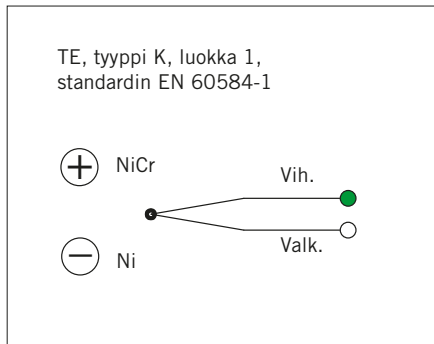 TE, tyyppi K, luokka 1,
standardin EN 60584-1
NiCr
Vih.
Valk.
Ni